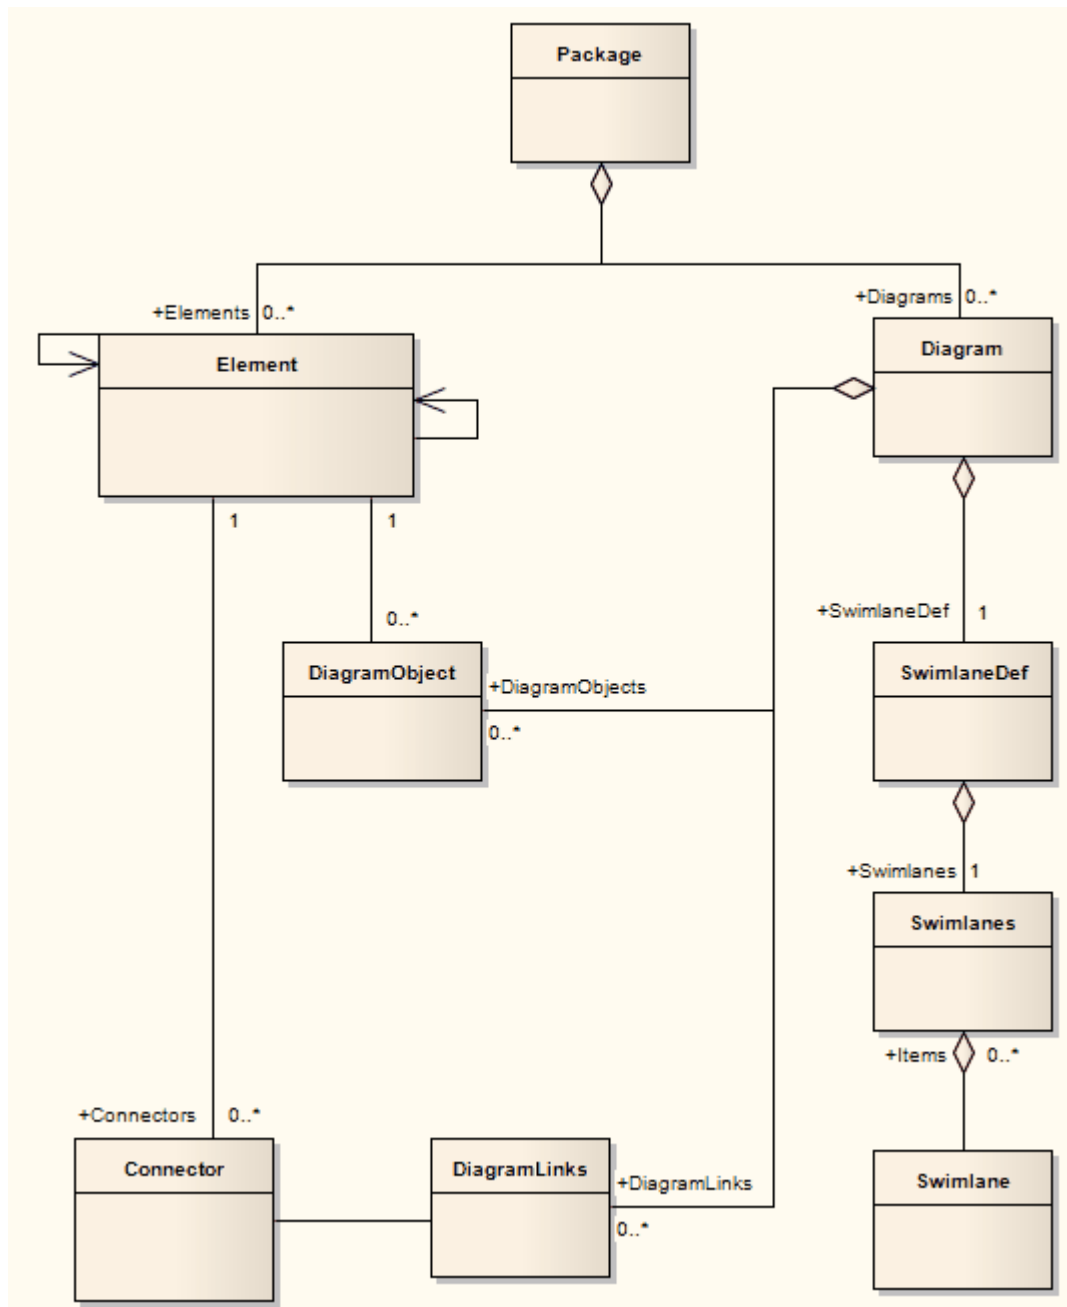 Package
+Elements 0..*
+Diagrams 0..*
Element
Diagram
1
1
0..*
+SwimlaneDef 1
DiagramObject
+DiagramObjects
0..*
SwimlaneDef
+Swimlanes 1
Swimlanes
+Items 0..*
+Connectors 0..*
Connector
DiagramLinks
+DiagramLinks
0..*
Swimlane